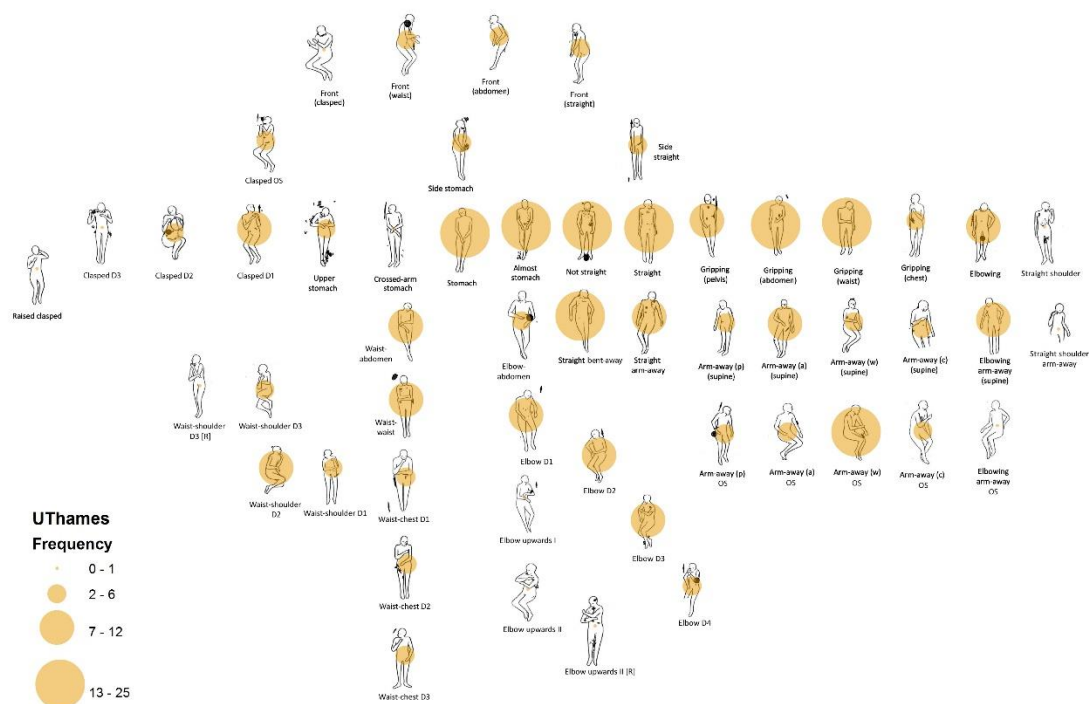 Front
(clasped)
Front
(waist)
Front
(abdomen)
Front
(straight)
Clasped OS
Side stomach
Side
straight
Raised clasped
Clasped D3
Clasped D2
Clasped D1
Upper
stomach
Crossed-arm
stomach
Stomach
Almost
stomach
Not straight
Straight
Gripping
(pelvis)
Gripping
(abdomen)
Gripping
(waist)
Gripping
(chest)
Elbowing
Straight shoulder
Waist-
abdomen
Elbow-
abdomen
Straight bent-away
Straight
arm-away
Arm-away (p)
(supine)
Arm-away (a)
(supine)
Arm-away (w)
(supine)
Arm-away (c)
(supine)
Elbowing
arm-away
(supine)
Straight shoulder
arm-away
Waist-shoulder
D3 [R]
Waist-shoulder D3
Waist-
waist
Elbow D1
Elbow D2
Arm-away (p)
OS
Arm-away (a)
OS
Arm-away (w)
OS
Arm-away (c)
OS
Elbowing
arm-away
OS
Waist-shoulder
D2
Waist-shoulder D1
Waist-chest D1
Elbow upwards I
Elbow D3
Waist-chest D2
Elbow upwards II
Elbow upwards II [R]
Elbow D4
Waist-chest D3
UThames
Frequency
0 - 1
2 - 6
7 - 12
13 - 25